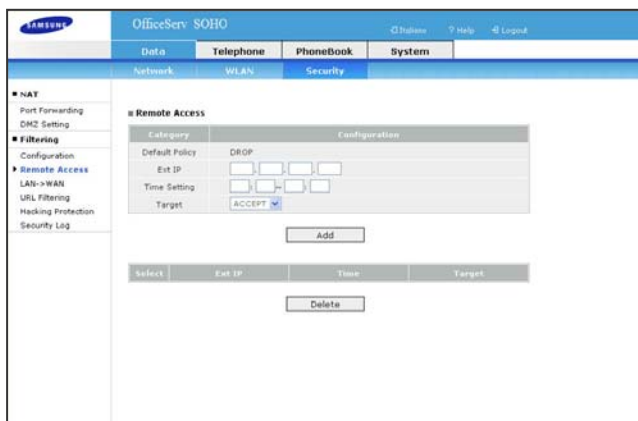 SAMSUNG
OfficeServ SOHO
Italiano ? Help Logout
Data Telephone PhoneBook System
Network WLAN Security
NAT
Port Forwarding
DMZ Setting
Filtering
Configuration
Remote Access
LAN->WAN
URL Filtering
Hacking Protection
Security Log
Remote Access
Category Configuration
Default Policy DROP
Ext IP . . .
Time Setting : ~ :
Target ACCEPT
Add
Select Ext IP Time Target
Delete